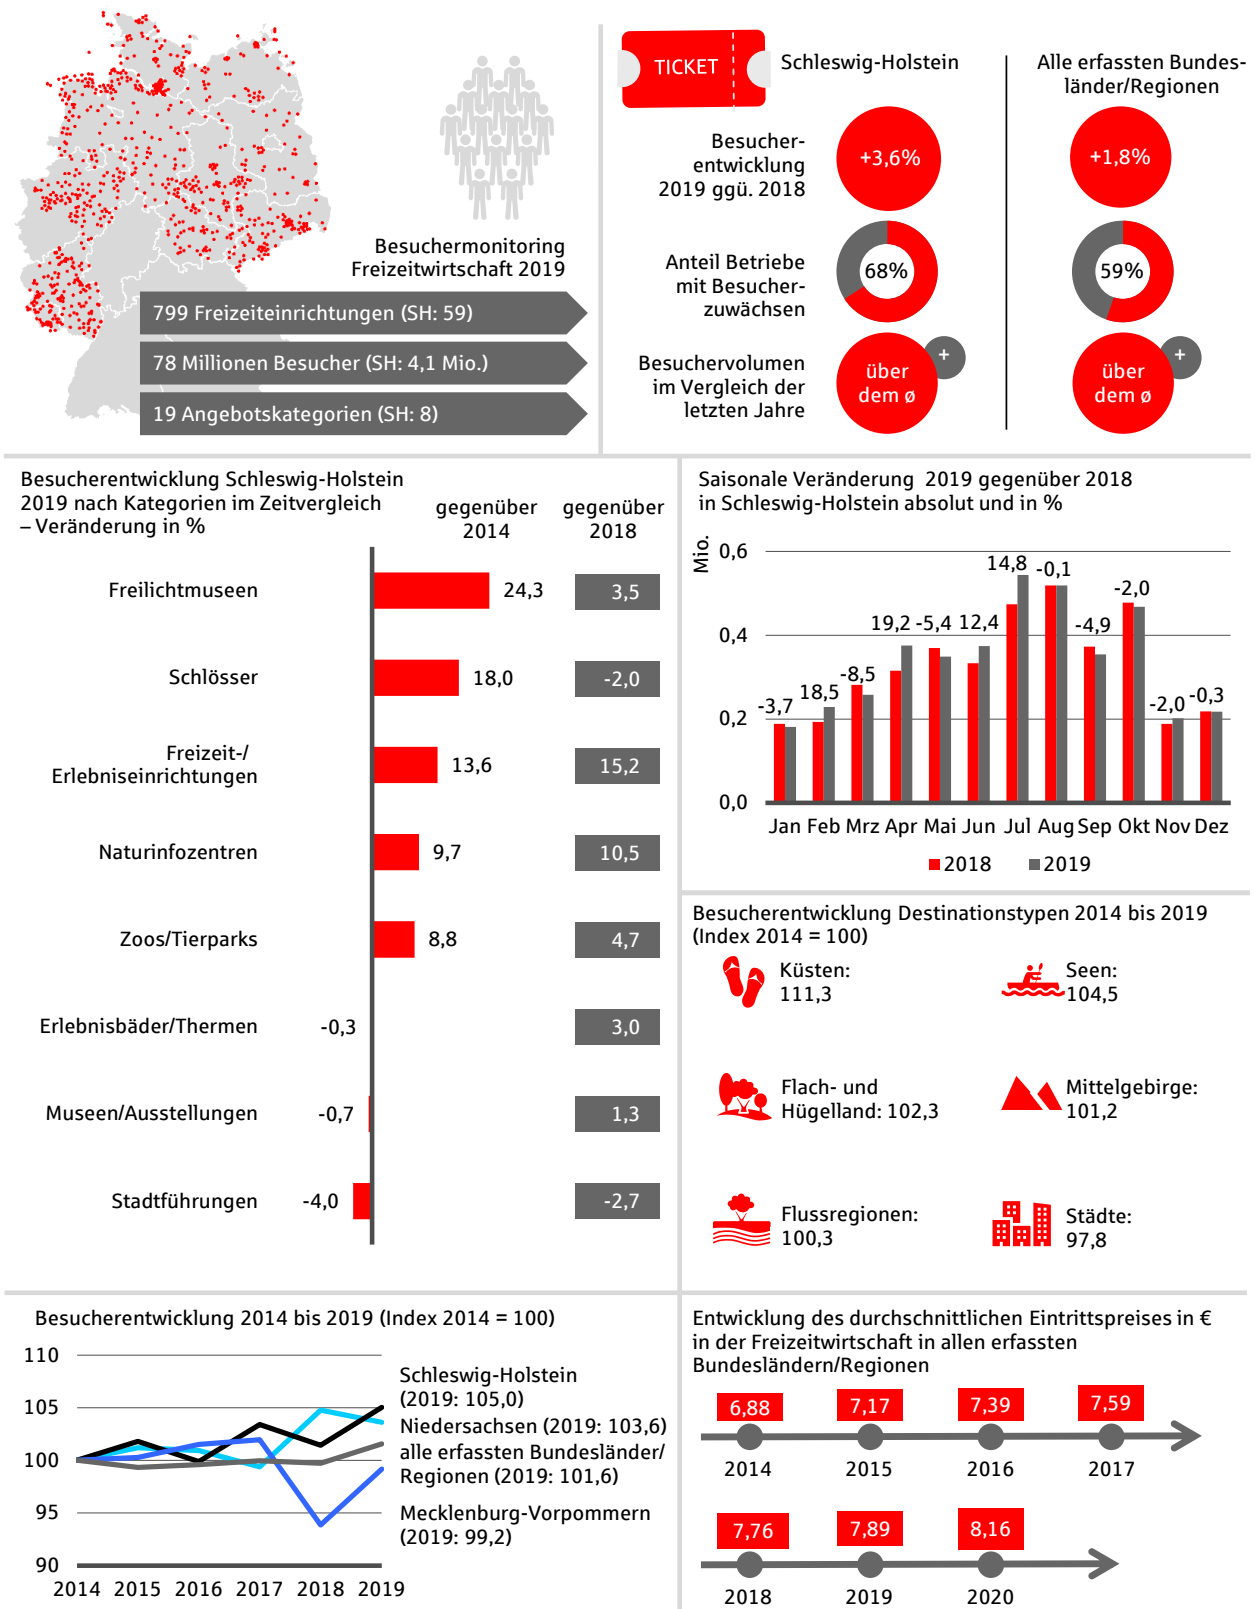 Besuchermonitoring
Freizeitwirtschaft 2019
799 Freizeiteinrichtungen (SH: 59)
78 Millionen Besucher (SH: 4,1 Mio.)
19 Angebotskategorien (SH: 8)
TICKET
Schleswig-Holstein
Alle erfassten Bundes-
länder/Regionen
Besucher-
entwicklung
2019 ggü. 2018
+3,6%
+1,8%
Anteil Betriebe
mit Besucher-
zuwächsen
68%
59%
Besuchervolumen
im Vergleich der
letzten Jahre
über
dem ø
+
über
dem ø
+
Besucherentwicklung Schleswig-Holstein
2019 nach Kategorien im Zeitvergleich
– Veränderung in %
gegenüber
2014
gegenüber
2018
Freilichtmuseen
24,3
3,5
Schlösser
18,0
-2,0
Freizeit-/
Erlebniseinrichtungen
13,6
15,2
Naturinfozentren
9,7
10,5
Zoos/Tierparks
8,8
4,7
Erlebnisbäder/Thermen
-0,3
3,0
Museen/Ausstellungen
-0,7
1,3
Stadtführungen
-4,0
-2,7
Saisonale Veränderung 2019 gegenüber 2018
in Schleswig-Holstein absolut und in %
Mio.
0,6
0,4
0,2
0,0
-3,7
18,5
-8,5
19,2
-5,4
12,4
14,8
-0,1
-4,9
-2,0
-2,0
-0,3
Jan Feb Mrz Apr Mai Jun Jul Aug Sep Okt Nov Dez
2018
2019
Besucherentwicklung Destinationstypen 2014 bis 2019
(Index 2014 = 100)
Küsten:
111,3
Seen:
104,5
Flach- und
Hügelland: 102,3
Mittelgebirge:
101,2
Flussregionen:
100,3
Städte:
97,8
Besucherentwicklung 2014 bis 2019 (Index 2014 = 100)
110
105
100
95
90
2014 2015 2016 2017 2018 2019
Schleswig-Holstein
(2019: 105,0)
Niedersachsen (2019: 103,6)
alle erfassten Bundesländer/
Regionen (2019: 101,6)
Mecklenburg-Vorpommern
(2019: 99,2)
Entwicklung des durchschnittlichen Eintrittspreises in €
in der Freizeitwirtschaft in allen erfassten
Bundesländern/Regionen
6,88
7,17
7,39
7,59
2014
2015
2016
2017
7,76
7,89
8,16
2018
2019
2020